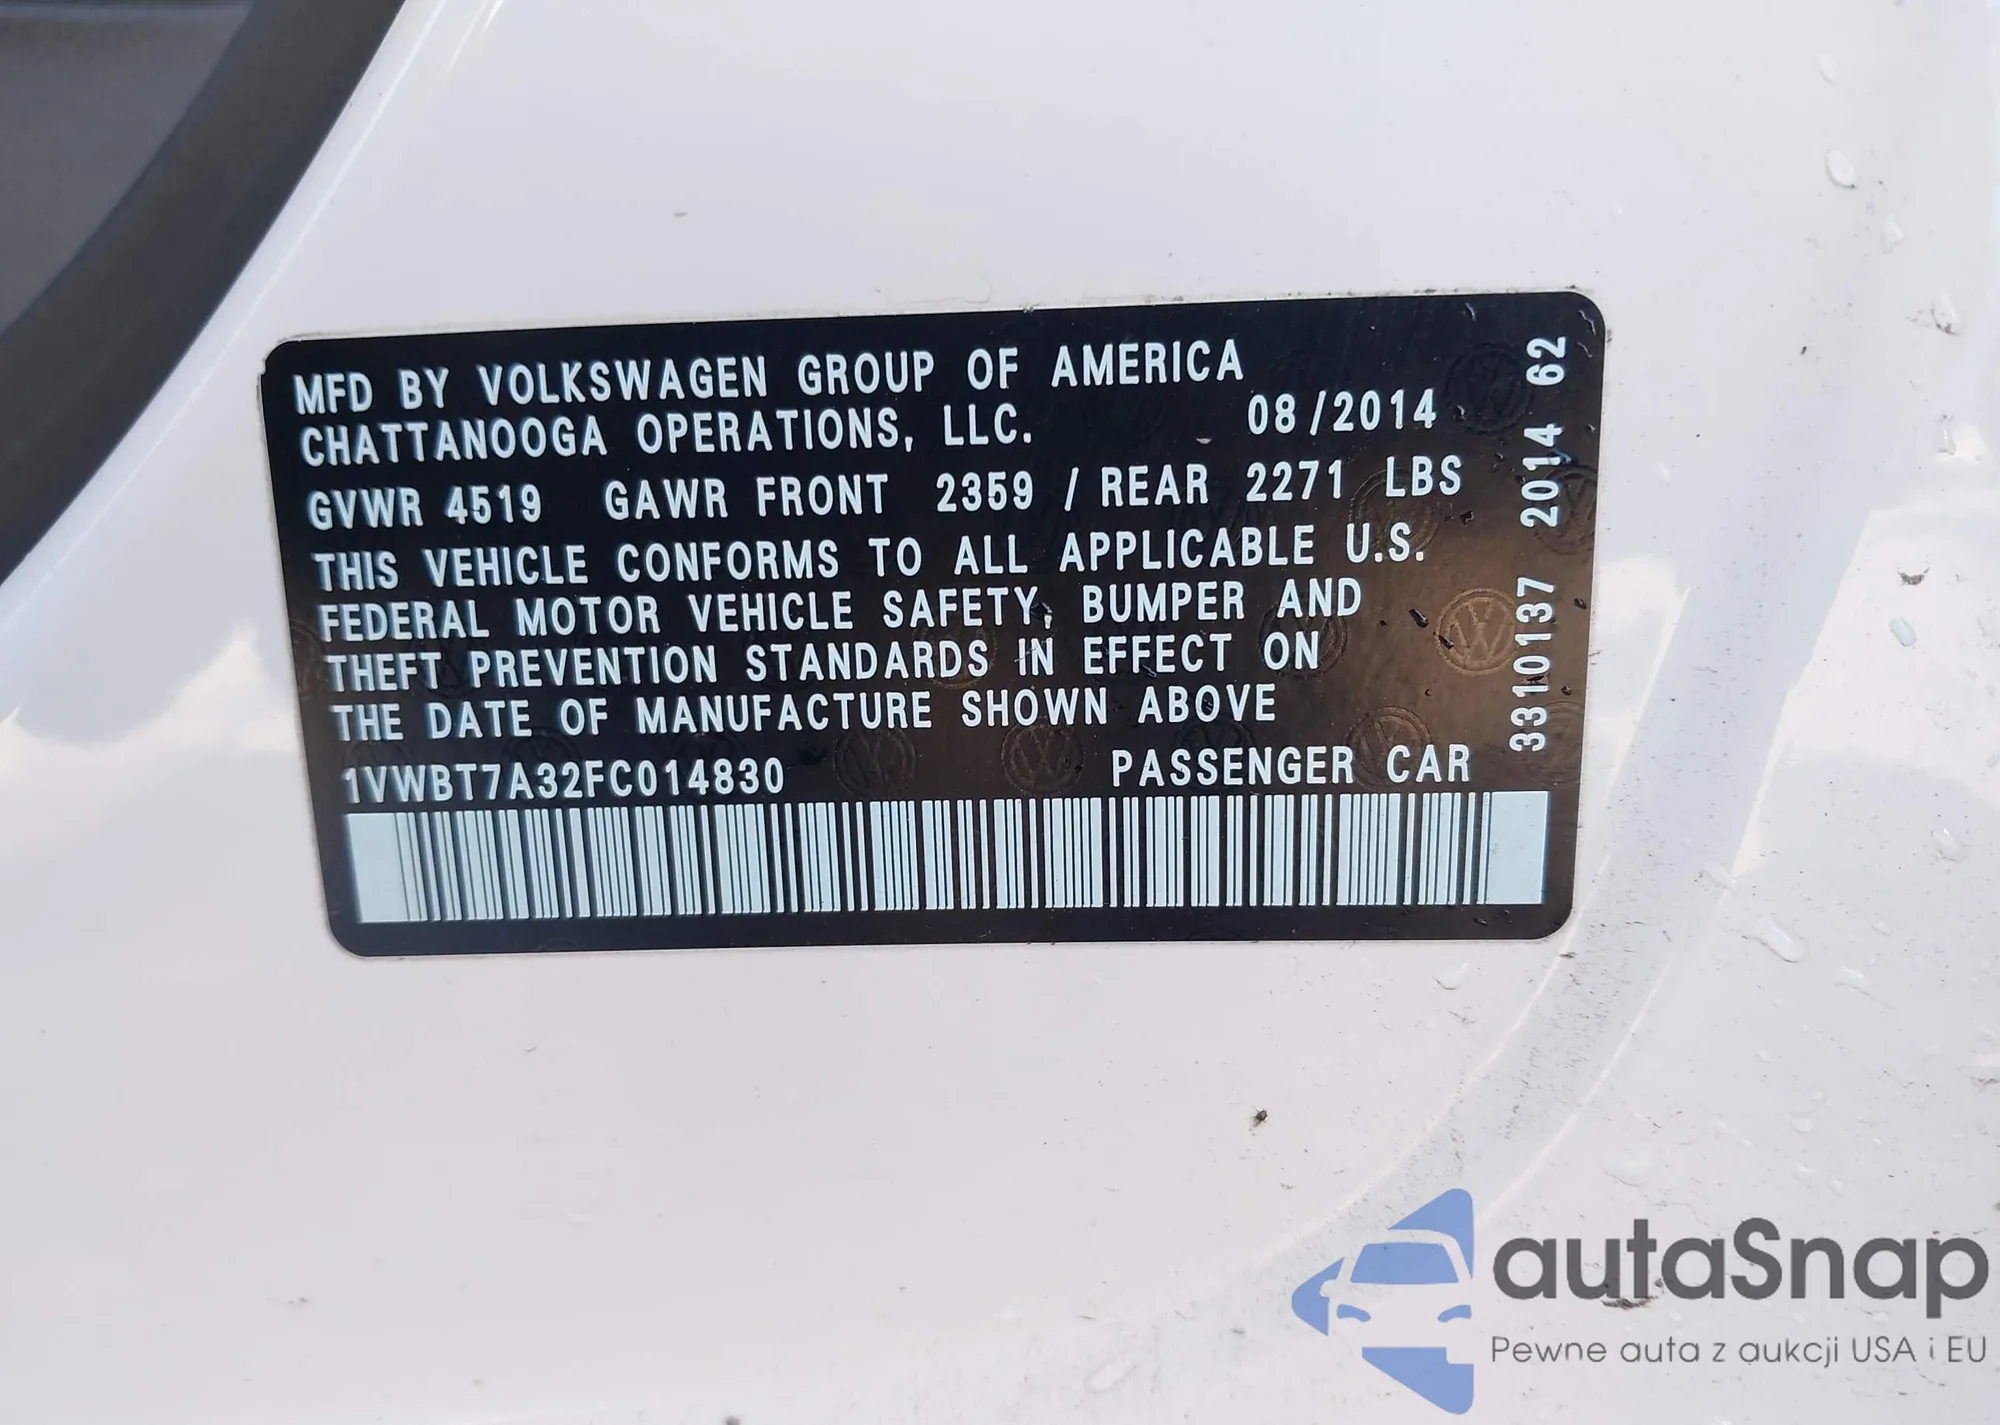 MFD BY VOLKSWAGEN GROUP OF AMERICA
CHATTANOOGA OPERATIONS, LLC. 08/2014
GVWR 4519 GAWR FRONT 2359 / REAR 2271 LBS
THIS VEHICLE CONFORMS TO ALL APPLICABLE U.S.
FEDERAL MOTOR VEHICLE SAFETY, BUMPER AND
THEFT PREVENTION STANDARDS IN EFFECT ON
THE DATE OF MANUFACTURE SHOWN ABOVE
1VWBT7A32FC014830 PASSENGER CAR
3310137 2014 62
autaSnap
Pewne auta z aukcji USA i EU